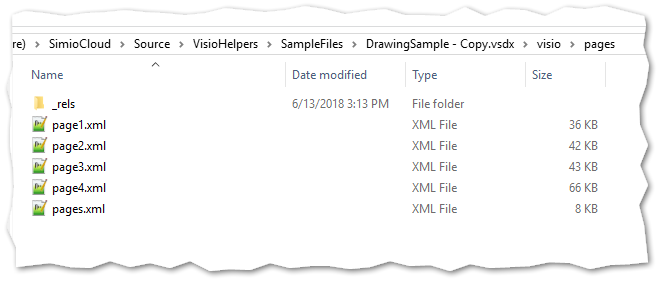 re) > SimioCloud > Source > VisioHelpers > SampleFiles > DrawingSample - Copy.vsdx > visio > pages
Name Date modified Type Size
_rels 6/13/2018 3:13 PM File folder
page1.xml XML File 36 KB
page2.xml XML File 42 KB
page3.xml XML File 43 KB
page4.xml XML File 66 KB
pages.xml XML File 8 KB